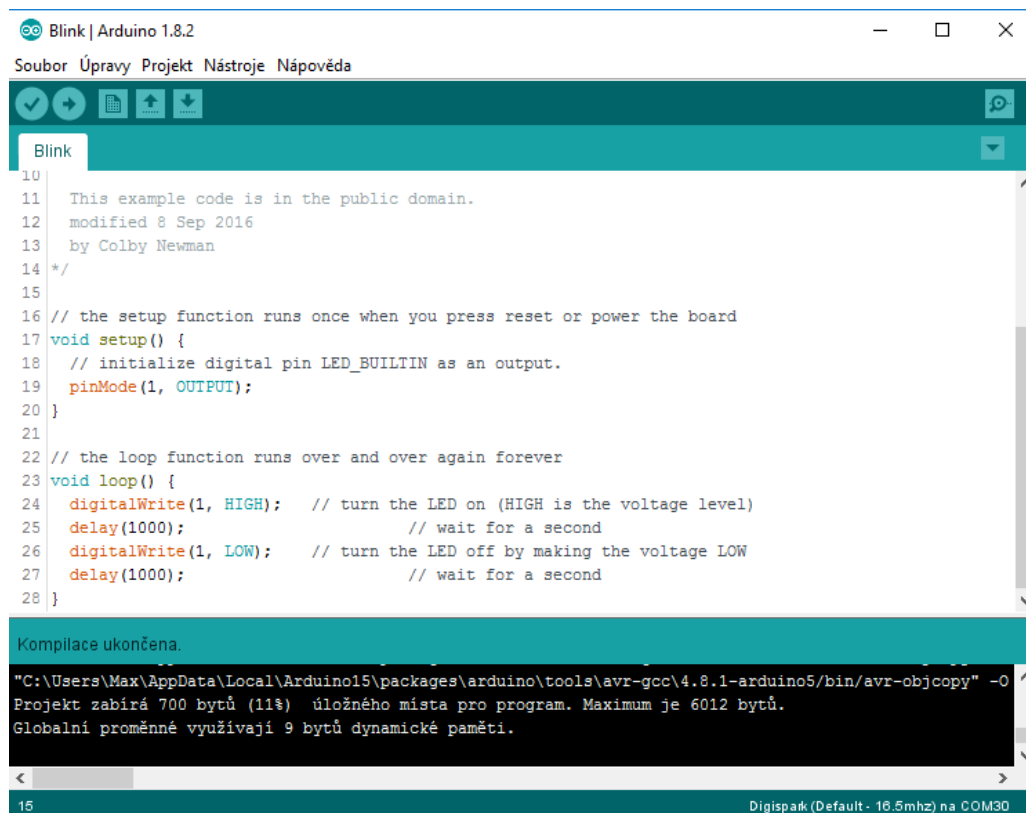 Blink | Arduino 1.8.2
Soubor Úpravy Projekt Nástroje Nápověda
Blink
10
11 This example code is in the public domain.
12 modified 8 Sep 2016
13 by Colby Newman
14 */
15
16 // the setup function runs once when you press reset or power the board
17 void setup() {
18 // initialize digital pin LED_BUILTIN as an output.
19 pinMode(1, OUTPUT);
20 }
21
22 // the loop function runs over and over again forever
23 void loop() {
24 digitalWrite(1, HIGH); // turn the LED on (HIGH is the voltage level)
25 delay(1000); // wait for a second
26 digitalWrite(1, LOW); // turn the LED off by making the voltage LOW
27 delay(1000); // wait for a second
28 }
Kompilace ukončena.
"C:\Users\Max\AppData\Local\Arduino15\packages\arduino\tools\avr-gcc\4.8.1-arduino5/bin/avr-objcopy" -O
Projekt zabírá 700 bytů (11%) úložného místa pro program. Maximum je 6012 bytů.
Globální proměnné využívají 9 bytů dynamické paměti.
15 Digispark (Default - 16.5mhz) na COM30